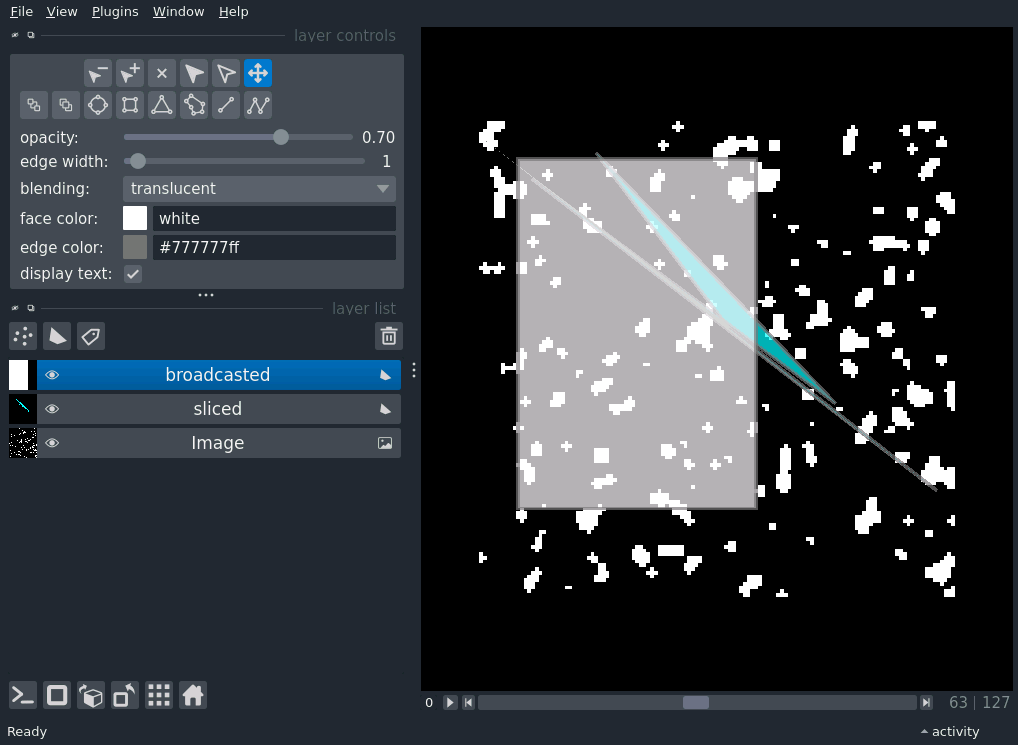 File View Plugins Window Help
layer controls
opacity: 0.70
edge width: 1
blending: translucent
face color: white
edge color: #777777ff
display text:
layer list
broadcasted
sliced
Image
0 63 | 127
Ready activity